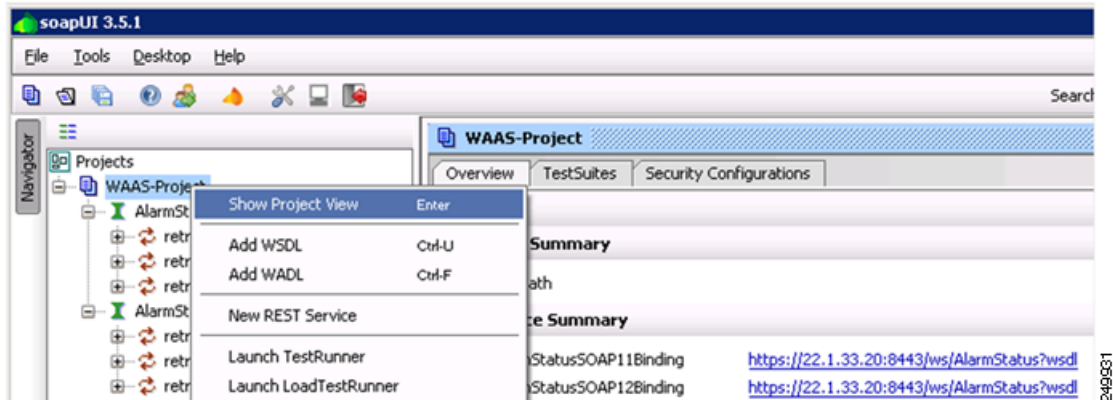 soapUI 3.5.1
File Tools Desktop Help
Search
Navigator
Projects
WAAS-Project
AlarmSt
retr
retr
retr
AlarmSt
retr
retr
retr
Show Project View Enter
Add WSDL Ctrl-U
Add WADL Ctrl-F
New REST Service
Launch TestRunner
Launch LoadTestRunner
WAAS-Project
Overview TestSuites Security Configurations
Summary
ath
ce Summary
nStatusSOAP11Binding https://22.1.33.20:8443/ws/AlarmStatus?wsdl
nStatusSOAP12Binding https://22.1.33.20:8443/ws/AlarmStatus?wsdl
249931